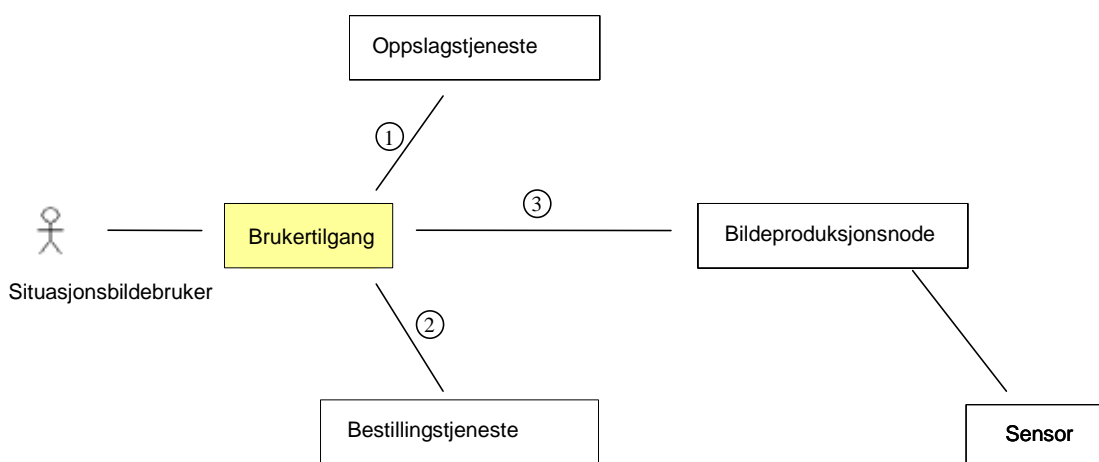 Oppslagstjeneste
1
3
Brukertilgang
Bildeproduksjonsnode
Situasjonsbildebruker
2
Bestillingstjeneste
Sensor